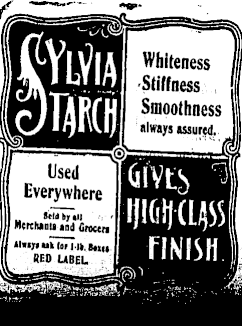 SYLVIA
STARCH
Whiteness
Stiffness
Smoothness
always assured.
Used
Everywhere
Sold by all
Merchants and Grocers
Always ask for 1-lb. Boxes
RED LABEL.
GIVES
HIGH-CLASS
FINISH.